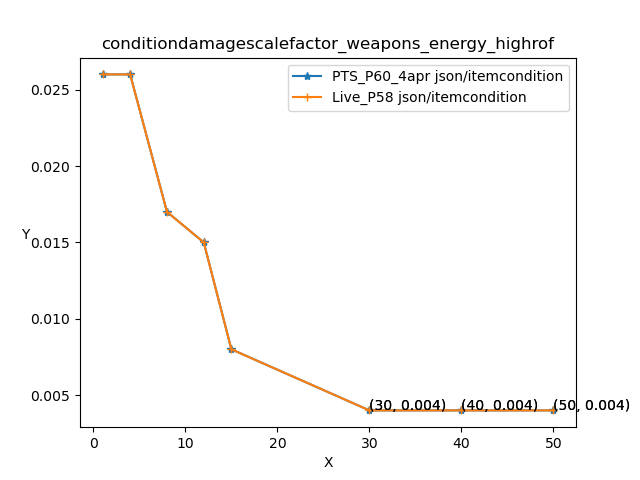 conditiondamagescalefactor_weapons_energy_highrof
PTS_P60_4apr json/itemcondition
Live_P58 json/itemcondition
0.025
0.020
Y
0.015
0.010
0.005
(30, 0.004)
(40, 0.004)
(50, 0.004)
0
10
20
30
40
50
X